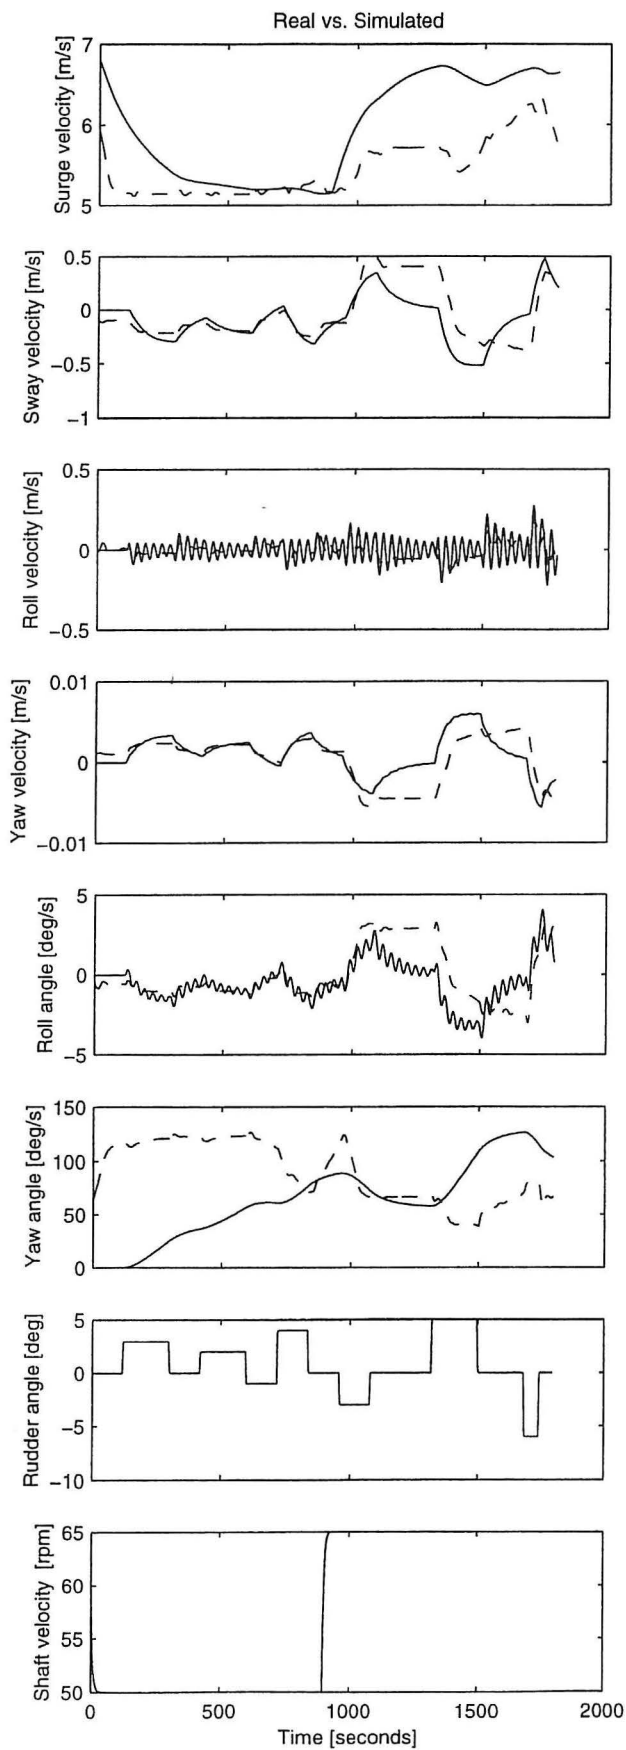 Real vs. Simulated
7
6
5
Surge velocity [m/s]
0.5
0
−0.5
−1
Sway velocity [m/s]
0.5
0
−0.5
Roll velocity [m/s]
0.01
0
−0.01
Yaw velocity [m/s]
5
0
−5
Roll angle [deg/s]
150
100
50
0
Yaw angle [deg/s]
5
0
−5
−10
Rudder angle [deg]
65
60
55
50
Shaft velocity [rpm]
0 500 1000 1500 2000
Time [seconds]